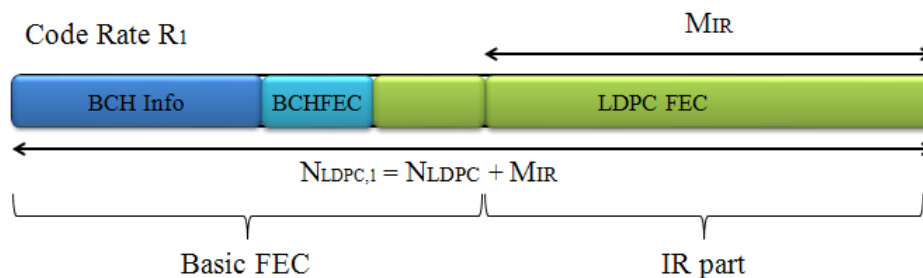 MIR
Code Rate R1
BCH Info BCHFEC LDPC FEC
NLDPC,1 = NLDPC + MIR
Basic FEC IR part